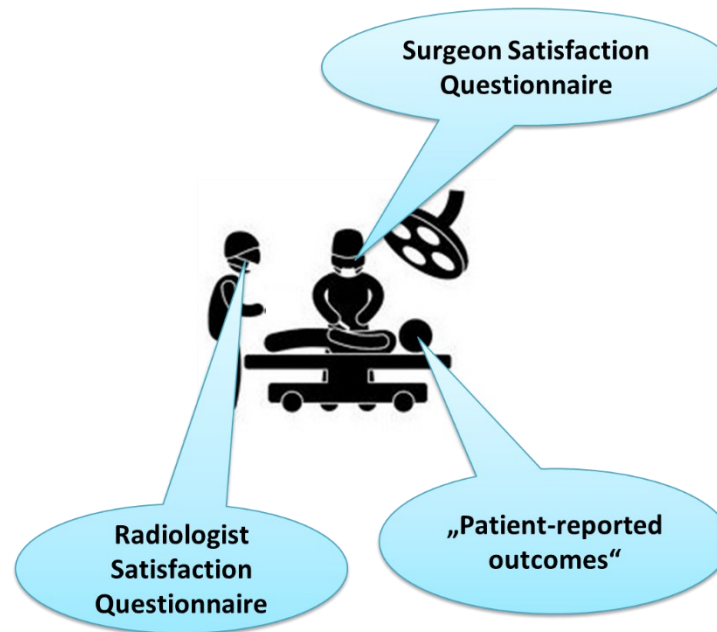 Surgeon Satisfaction
Questionnaire
Radiologist
Satisfaction
Questionnaire
„Patient-reported
outcomes“